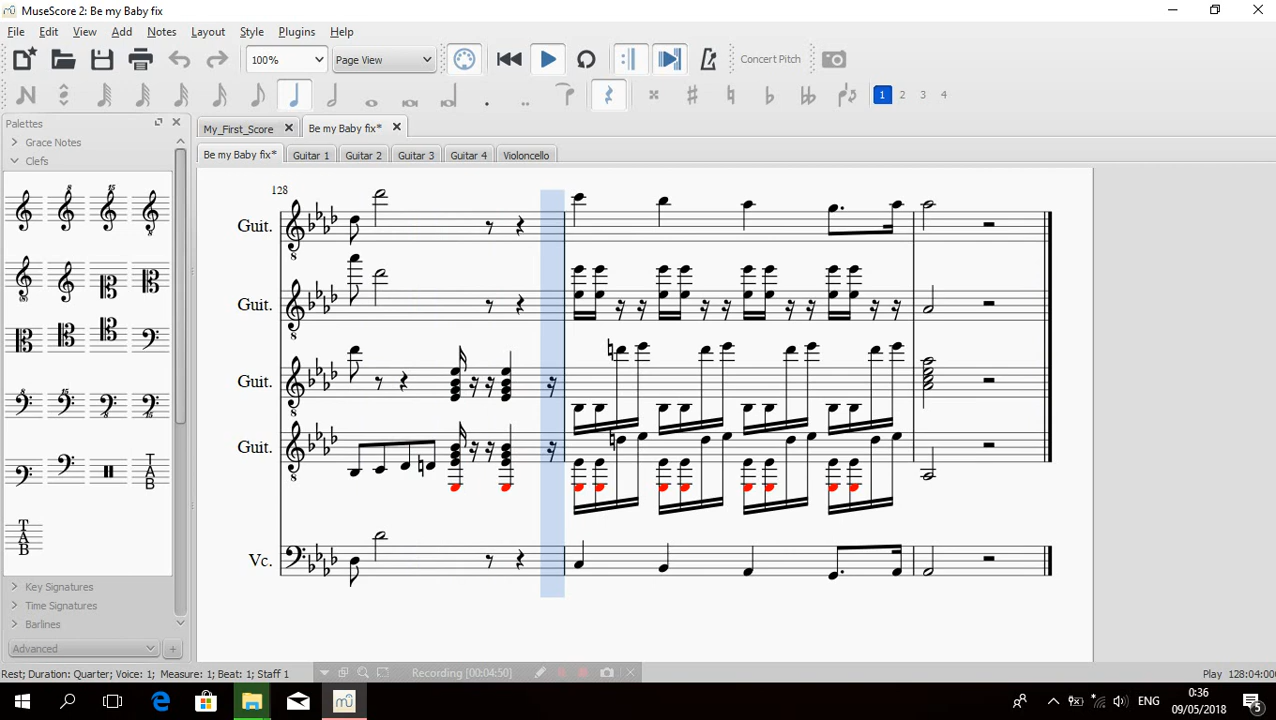 MuseScore 2: Be my Baby fix
File Edit View Add Notes Layout Style Plugins Help
100% Page View Concert Pitch
1 2 3 4
Palettes
Grace Notes
Clefs
Key Signatures
Time Signatures
Barlines
Advanced
My_First_Score Be my Baby fix*
Be my Baby fix* Guitar 1 Guitar 2 Guitar 3 Guitar 4 Violoncello
128
Guit.
Guit.
Guit.
Guit.
Vc.
Rest; Duration: Quarter; Voice: 1; Measure: 1; Beat: 1; Staff 1
Recording [00:04:50]
Play 128:04:00
ENG
0:36
09/05/2018
5